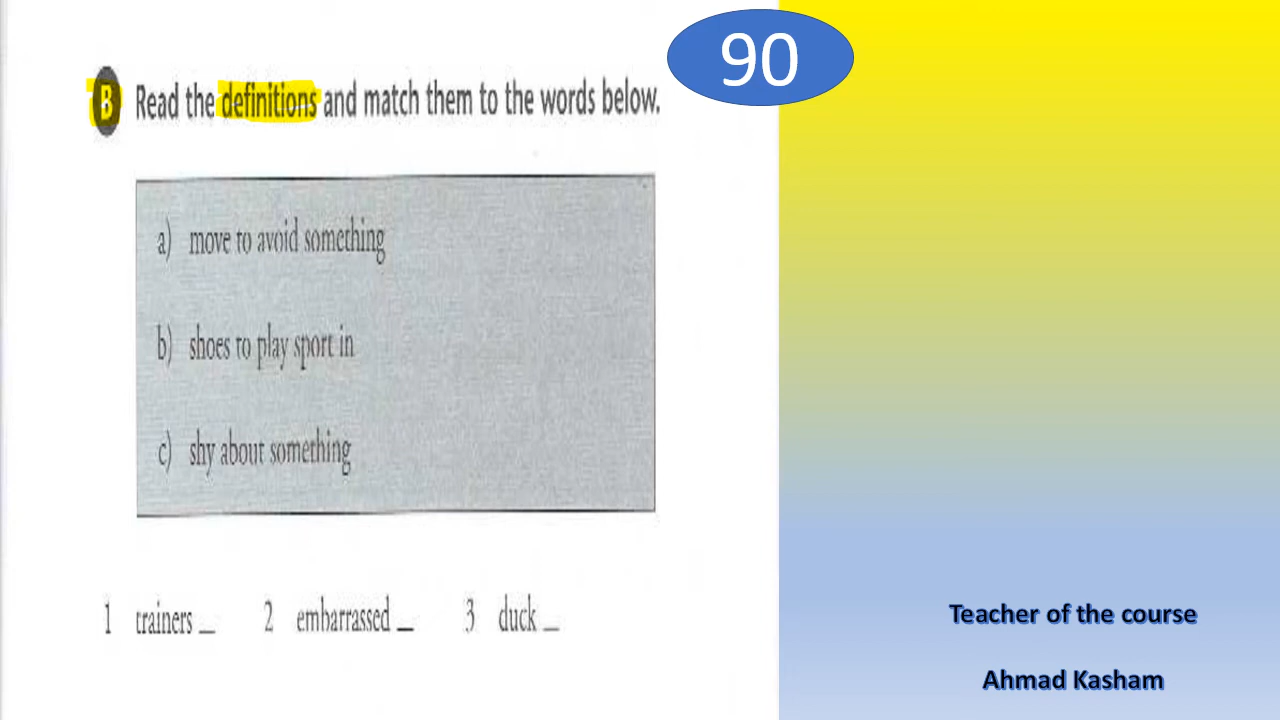 90
B Read the definitions and match them to the words below.
a) move to avoid something
b) shoes to play sport in
c) shy about something
1 trainers _ 2 embarrassed _ 3 duck _
Teacher of the course
Ahmad Kasham